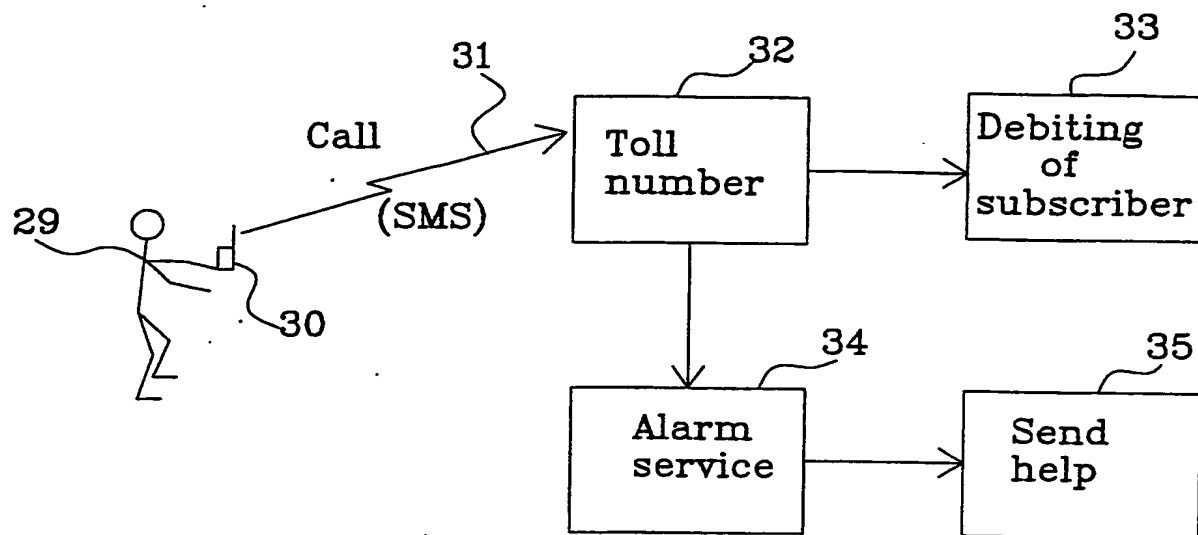 31
32
33
Call
(SMS)
Toll
number
Debiting
of
subscriber
29
30
34
35
Alarm
service
Send
help